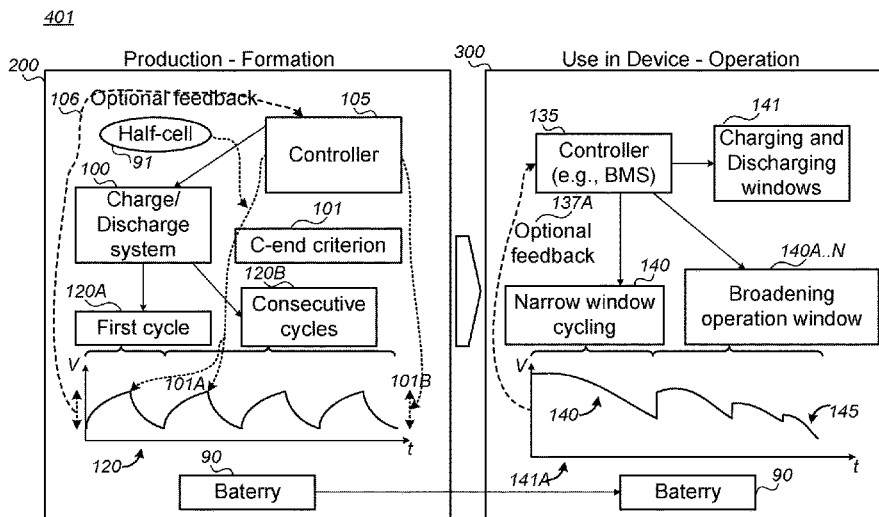 401
Production - Formation
Use in Device - Operation
200
300
106
Optional feedback
105
Half-cell
91
Controller
100
Charge/
Discharge
system
101
C-end criterion
120A
First cycle
120B
Consecutive
cycles
V
101A
101B
t
120
90
Baterry
135
Controller
(e.g., BMS)
141
Charging and
Discharging
windows
137A
Optional
feedback
140
Narrow window
cycling
140A..N
Broadening
operation window
V
140
145
t
141A
Baterry
90